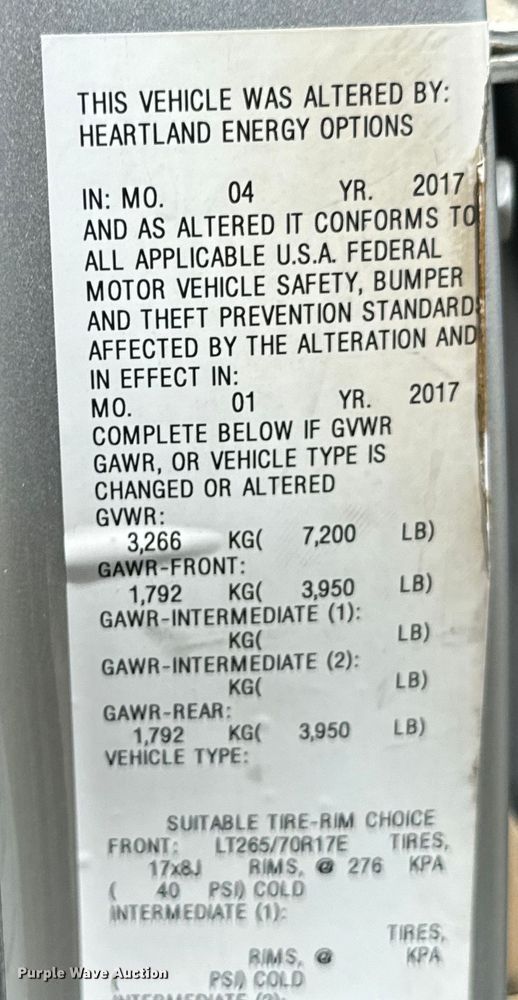 THIS VEHICLE WAS ALTERED BY:
HEARTLAND ENERGY OPTIONS
IN: MO. 04 YR. 2017
AND AS ALTERED IT CONFORMS TO
ALL APPLICABLE U.S.A. FEDERAL
MOTOR VEHICLE SAFETY, BUMPER
AND THEFT PREVENTION STANDARD
AFFECTED BY THE ALTERATION AND
IN EFFECT IN:
MO. 01 YR. 2017
COMPLETE BELOW IF GVWR
GAWR, OR VEHICLE TYPE IS
CHANGED OR ALTERED
GVWR:
3,266 KG( 7,200 LB)
GAWR-FRONT:
1,792 KG( 3,950 LB)
GAWR-INTERMEDIATE (1):
KG( LB)
GAWR-INTERMEDIATE (2):
KG( LB)
GAWR-REAR:
1,792 KG( 3,950 LB)
VEHICLE TYPE:
SUITABLE TIRE-RIM CHOICE
FRONT: LT265/70R17E TIRES,
17x8J RIMS, @ 276 KPA
( 40 PSI) COLD
INTERMEDIATE (1):
TIRES,
RIMS, @ KPA
( PSI) COLD
INTERMEDIATE (2):
Purple Wave Auction